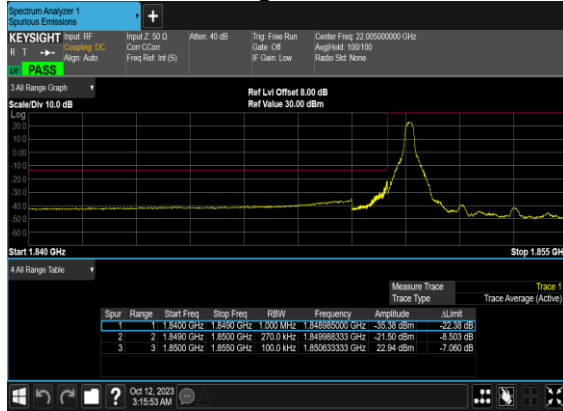 Spectrum Analyzer 1
Spurious Emissions
+
KEYSIGHT Input: RF Input Z: 50 Ω Atten: 40 dB Trig: Free Run Center Freq: 22.005000000 GHz
R T Coupling: DC Corr CCorr Gate: Off Avg|Hold: 100/100
Align: Auto Freq Ref: Int (S) IF Gain: Low Radio Std: None
PASS
3 All Range Graph
Ref Lvl Offset 8.00 dB
Scale/Div 10.0 dB Ref Value 30.00 dBm
Log
20.0
10.0
0.00
-10.0
-20.0
-30.0
-40.0
-50.0
-60.0
Start 1.840 GHz Stop 1.855 GH
4 All Range Table
Measure Trace Trace 1
Trace Type Trace Average (Active)
Spur Range Start Freq Stop Freq RBW Frequency Amplitude ΔLimit
1 1 1.8400 GHz 1.8490 GHz 1.000 MHz 1.848985000 GHz -35.38 dBm -22.38 dB
2 2 1.8490 GHz 1.8500 GHz 270.0 kHz 1.849988333 GHz -21.50 dBm -8.503 dB
3 3 1.8500 GHz 1.8550 GHz 100.0 kHz 1.850633333 GHz 22.94 dBm -7.060 dB
? Oct 12, 2023
3:15:53 AM